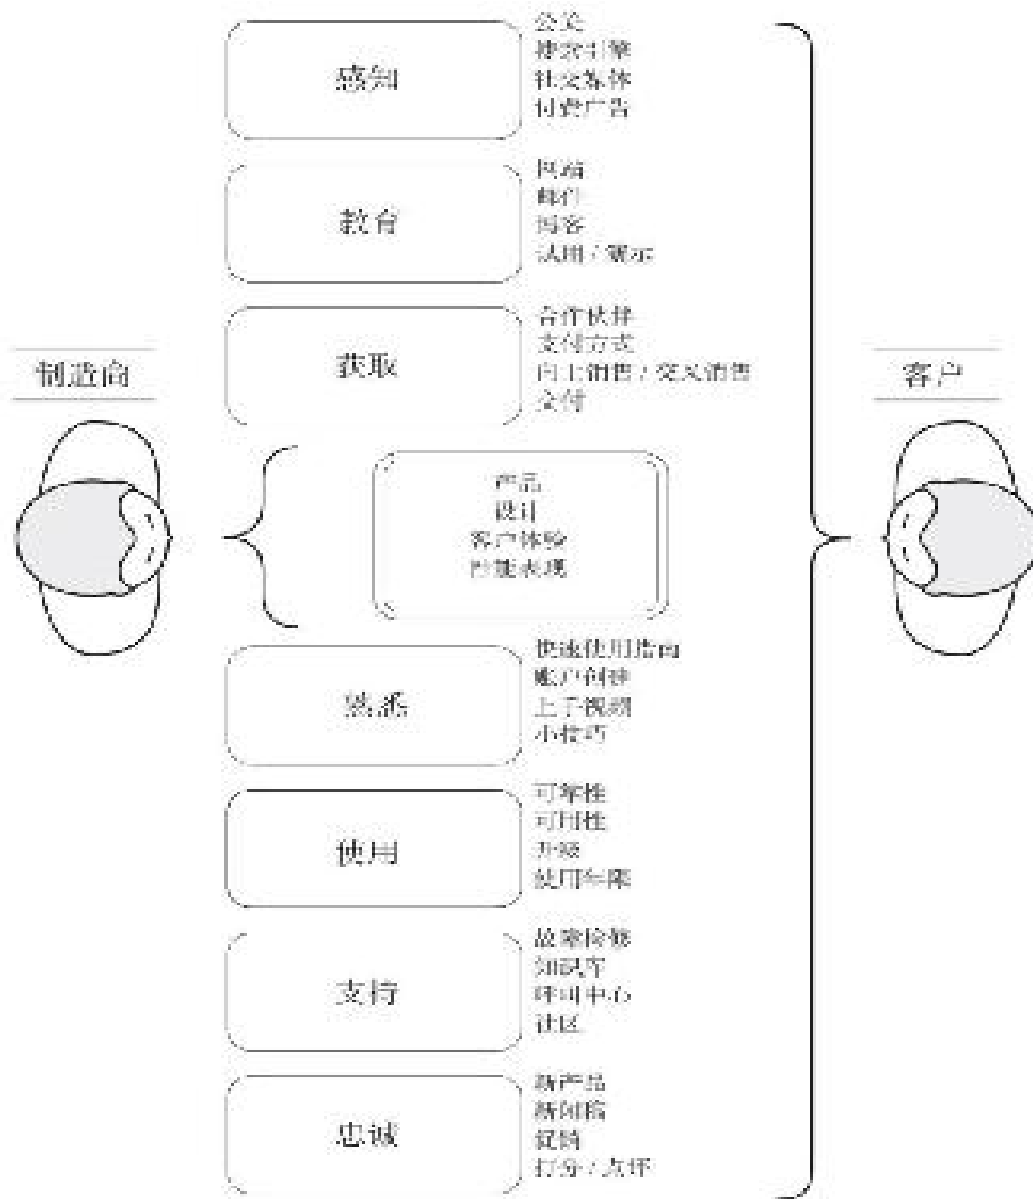 感知
公关
搜索引擎
社交媒体
付费广告
教育
网站
邮件
博客
试用 / 演示
获取
合作伙伴
支付方式
向上销售 / 交叉销售
交付
制造商
客户
产品
设计
客户体验
性能表现
熟悉
快速使用指南
账户创建
上手视频
小技巧
使用
可靠性
可用性
升级
使用年限
支持
故障检修
知识库
呼叫中心
社区
忠诚
新产品
新闻稿
促销
打分 / 点评